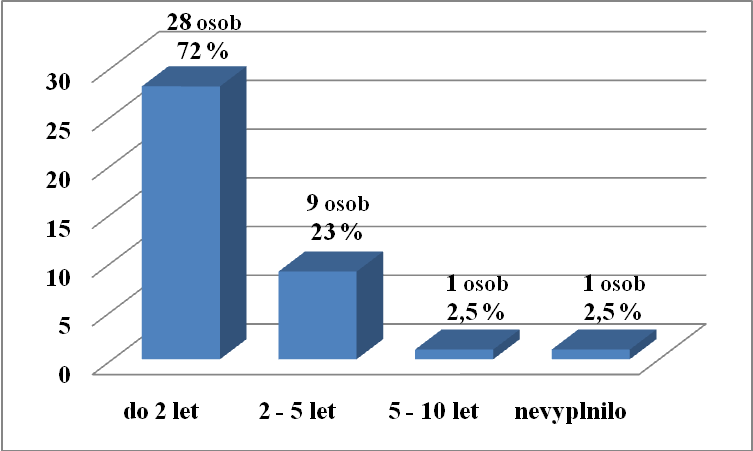 28 osob
72 %
9 osob
23 %
1 osob
2,5 %
1 osob
2,5 %
30
25
20
15
10
5
0
do 2 let
2 - 5 let
5 - 10 let
nevyplnilo